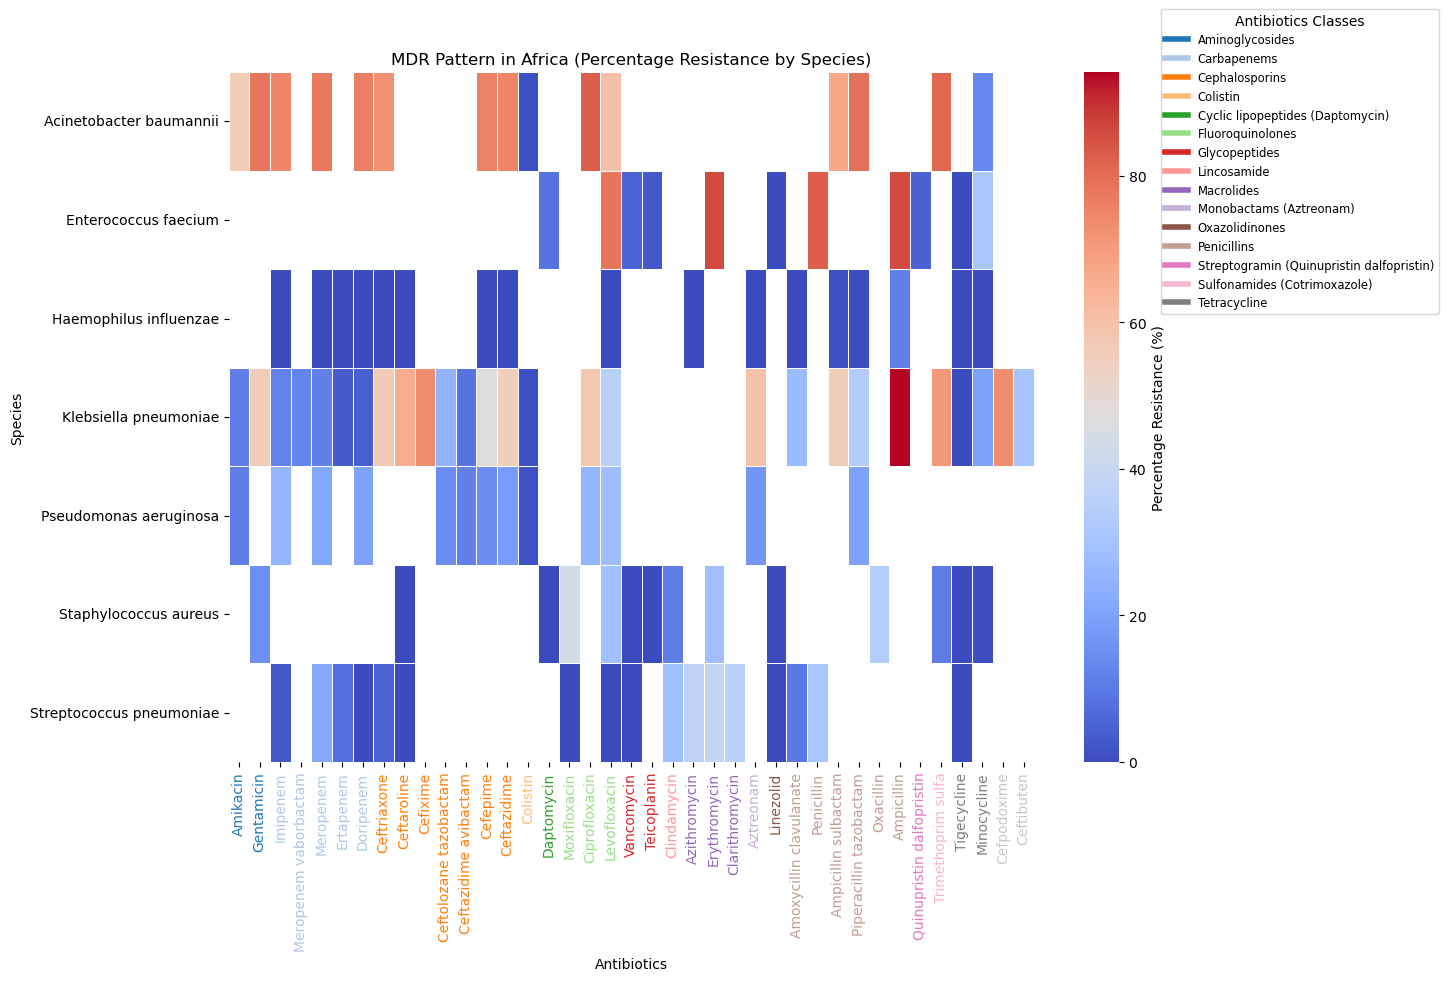 Antibiotics Classes
Aminoglycosides
Carbapenems
Cephalosporins
Colistin
Cyclic lipopeptides (Daptomycin)
Fluoroquinolones
Glycopeptides
Lincosamide
Macrolides
Monobactams (Aztreonam)
Oxazolidinones
Penicillins
Streptogramin (Quinupristin dalfopristin)
Sulfonamides (Cotrimoxazole)
Tetracycline
MDR Pattern in Africa (Percentage Resistance by Species)
Species
Acinetobacter baumannii
Enterococcus faecium
Haemophilus influenzae
Klebsiella pneumoniae
Pseudomonas aeruginosa
Staphylococcus aureus
Streptococcus pneumoniae
80
60
40
20
0
Percentage Resistance (%)
Amikacin
Gentamicin
Imipenem
Meropenem vaborbactam
Meropenem
Ertapenem
Doripenem
Ceftriaxone
Ceftaroline
Cefixime
Ceftolozane tazobactam
Ceftazidime avibactam
Cefepime
Ceftazidime
Colistin
Daptomycin
Moxifloxacin
Ciprofloxacin
Levofloxacin
Vancomycin
Teicoplanin
Clindamycin
Azithromycin
Erythromycin
Clarithromycin
Aztreonam
Linezolid
Amoxycillin clavulanate
Penicillin
Ampicillin sulbactam
Piperacillin tazobactam
Oxacillin
Ampicillin
Quinupristin dalfopristin
Trimethoprim sulfa
Tigecycline
Minocycline
Cefpodoxime
Ceftibuten
Antibiotics